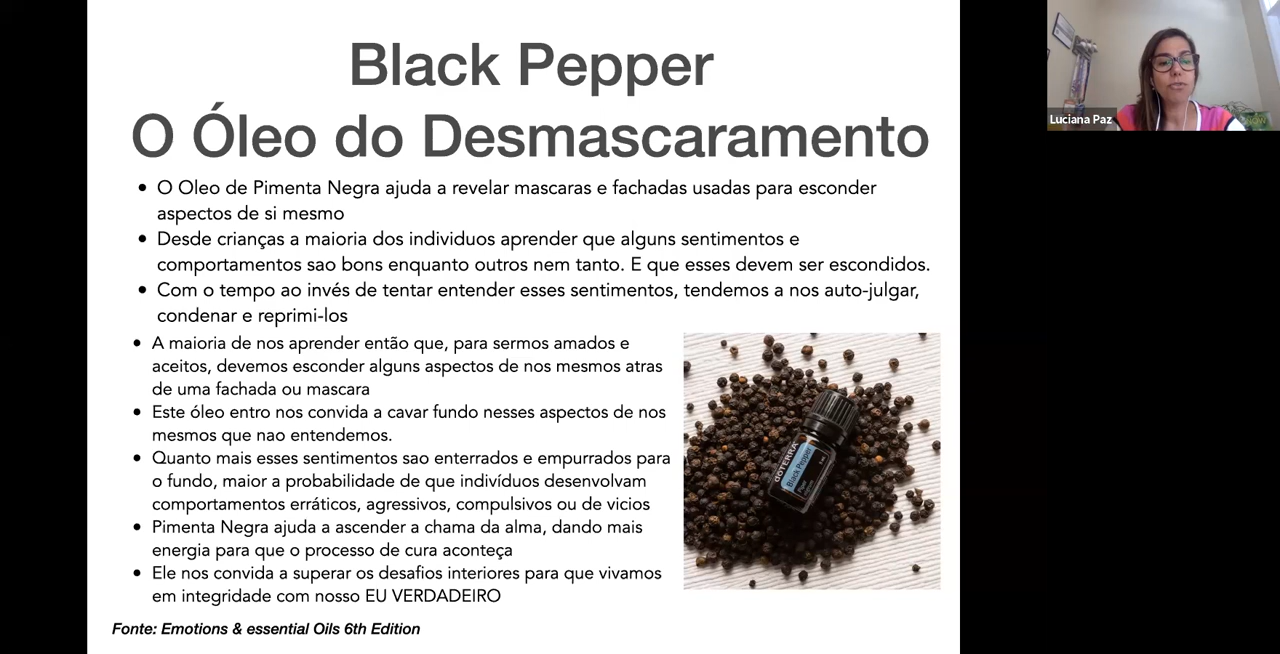 Black Pepper
O Óleo do Desmascaramento
• O Oleo de Pimenta Negra ajuda a revelar mascaras e fachadas usadas para esconder
aspectos de si mesmo
• Desde crianças a maioria dos individuos aprender que alguns sentimentos e
comportamentos sao bons enquanto outros nem tanto. E que esses devem ser escondidos.
• Com o tempo ao invés de tentar entender esses sentimentos, tendemos a nos auto-julgar,
condenar e reprimi-los
• A maioria de nos aprender então que, para sermos amados e
aceitos, devemos esconder alguns aspectos de nos mesmos atras
de uma fachada ou mascara
• Este óleo entro nos convida a cavar fundo nesses aspectos de nos
mesmos que nao entendemos.
• Quanto mais esses sentimentos sao enterrados e empurrados para
o fundo, maior a probabilidade de que indivíduos desenvolvam
comportamentos erráticos, agressivos, compulsivos ou de vicios
• Pimenta Negra ajuda a ascender a chama da alma, dando mais
energia para que o processo de cura aconteça
• Ele nos convida a superar os desafios interiores para que vivamos
em integridade com nosso EU VERDADEIRO
Fonte: Emotions & essential Oils 6th Edition
dōTERRA
Black Pepper
Luciana Paz